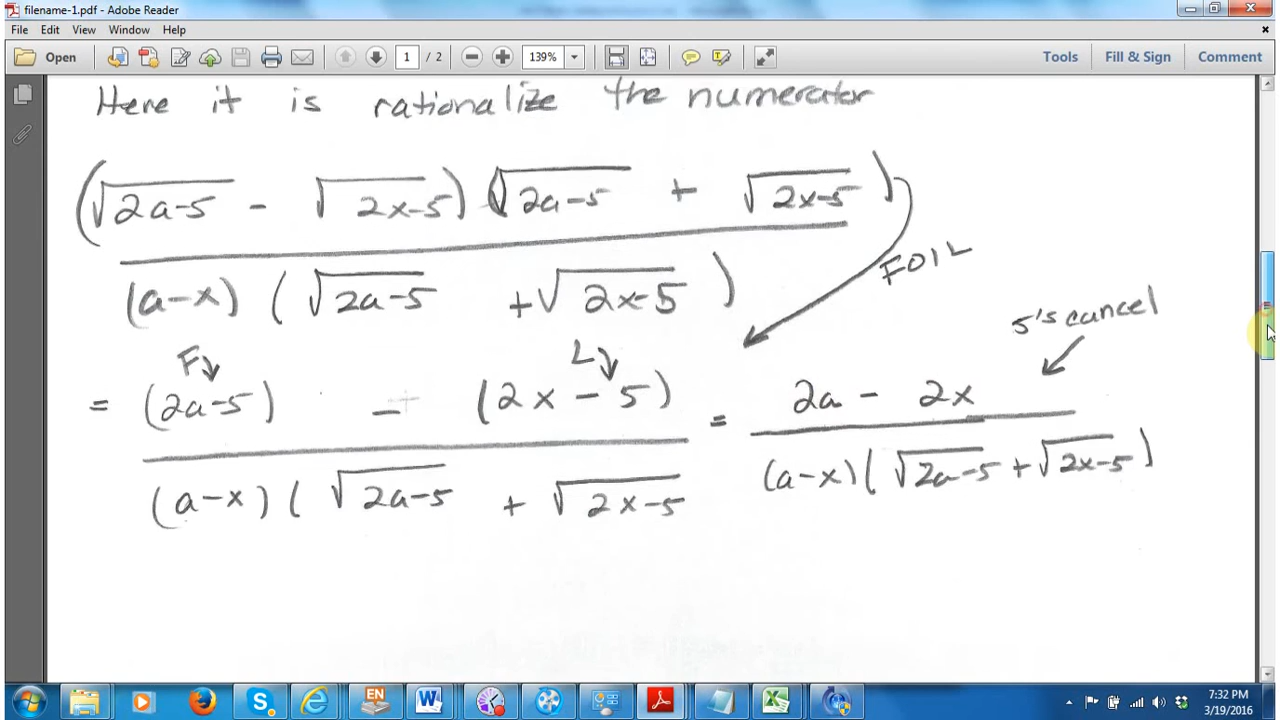 filename-1.pdf - Adobe Reader
File Edit View Window Help
Open 1 / 2 139% Tools Fill & Sign Comment
Here it is rationalize the numerator
(√2a-5 - √2x-5) (√2a-5 + √2x-5)
(a-x) (√2a-5 + √2x-5)
FOIL
5's cancel
F↓ L↓
= (2a-5) - (2x-5) = 2a - 2x
(a-x) (√2a-5 + √2x-5 (a-x) (√2a-5 + √2x-5)
EN
7:32 PM
3/19/2016